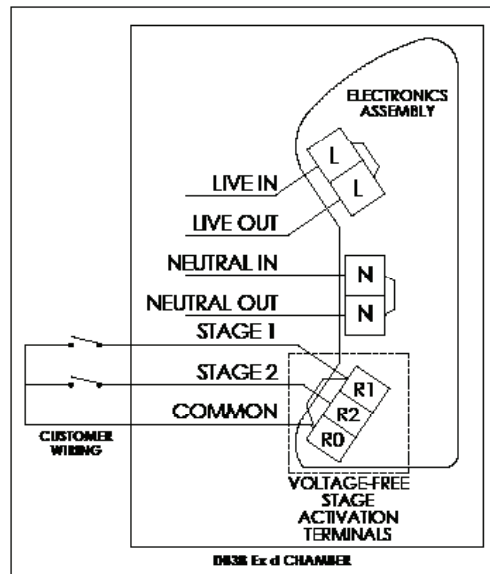 ELECTRONICS
ASSEMBLY
L
L
LIVE IN
LIVE OUT
NEUTRAL IN
N
NEUTRAL OUT
N
STAGE 1
STAGE 2
R1
R2
COMMON
R0
CUSTOMER
WIRING
VOLTAGE-FREE
STAGE
ACTIVATION
TERMINALS
Ex d CHAMBER